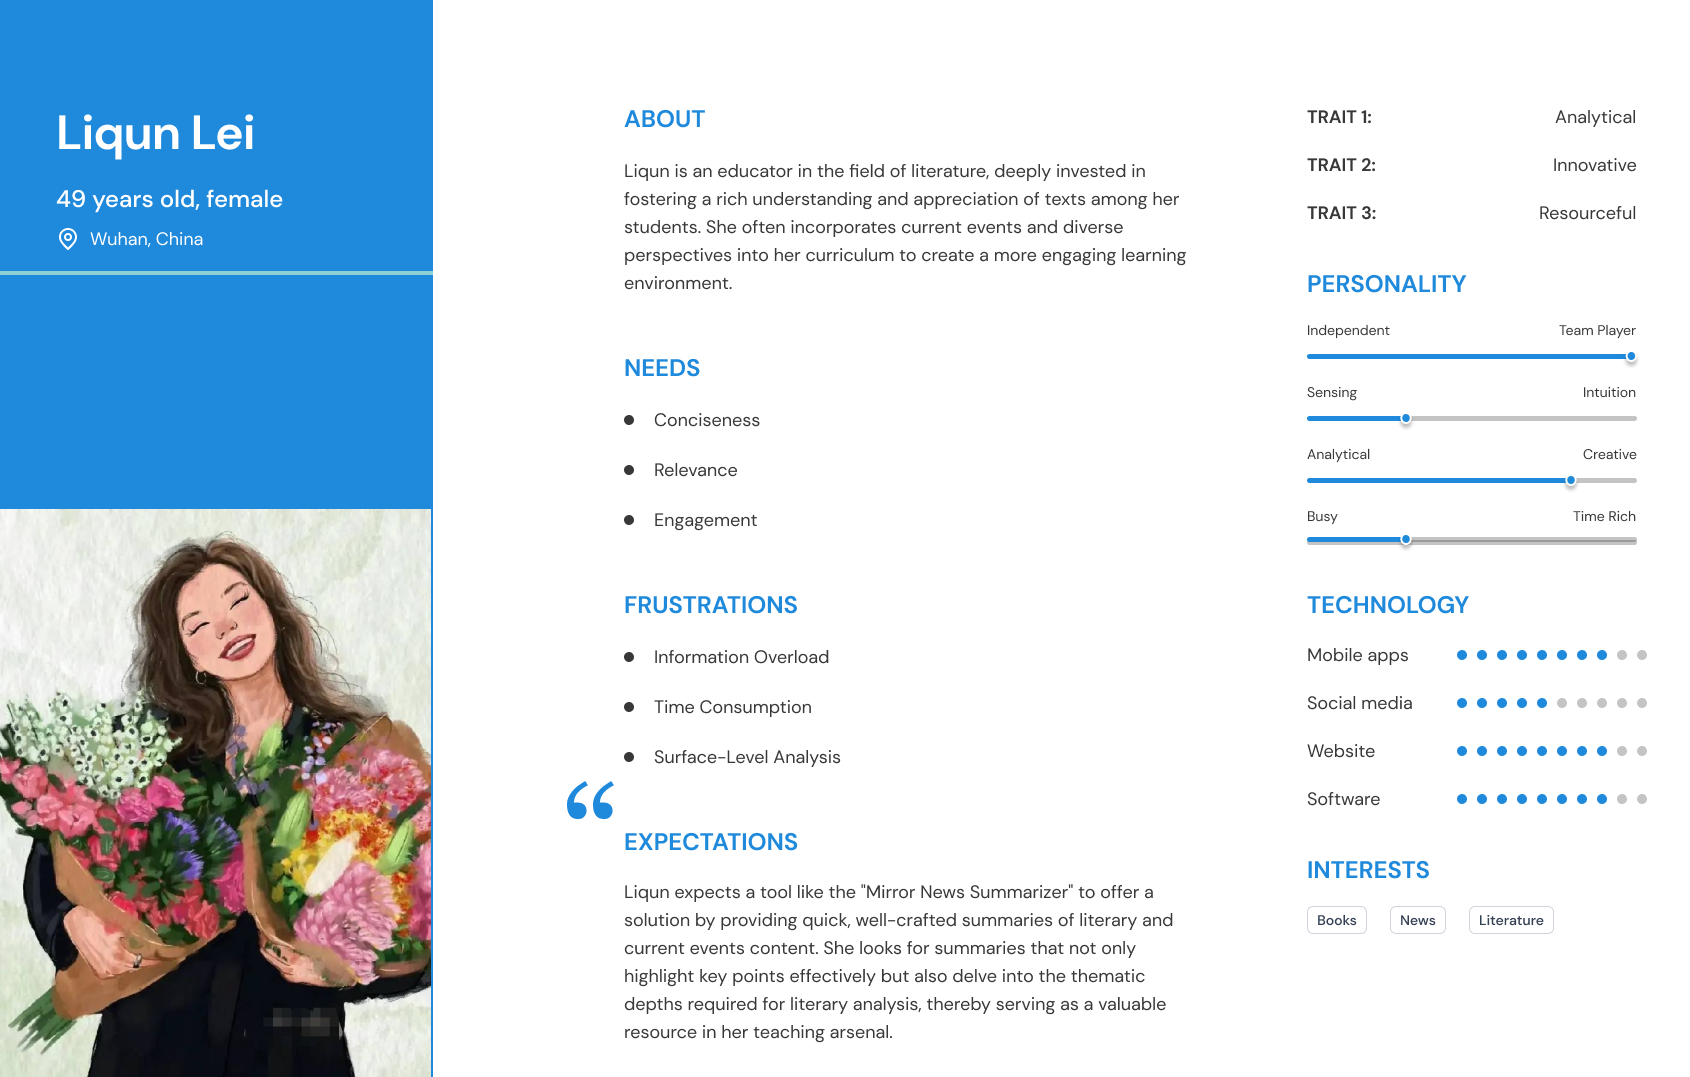 Liqun Lei
49 years old, female
Wuhan, China
ABOUT
Liqun is an educator in the field of literature, deeply invested in
fostering a rich understanding and appreciation of texts among her
students. She often incorporates current events and diverse
perspectives into her curriculum to create a more engaging learning
environment.
NEEDS
Conciseness
Relevance
Engagement
FRUSTRATIONS
Information Overload
Time Consumption
Surface-Level Analysis
“
EXPECTATIONS
Liqun expects a tool like the "Mirror News Summarizer" to offer a
solution by providing quick, well-crafted summaries of literary and
current events content. She looks for summaries that not only
highlight key points effectively but also delve into the thematic
depths required for literary analysis, thereby serving as a valuable
resource in her teaching arsenal.
TRAIT 1: Analytical
TRAIT 2: Innovative
TRAIT 3: Resourceful
PERSONALITY
Independent Team Player
Sensing Intuition
Analytical Creative
Busy Time Rich
TECHNOLOGY
Mobile apps
Social media
Website
Software
INTERESTS
Books News Literature